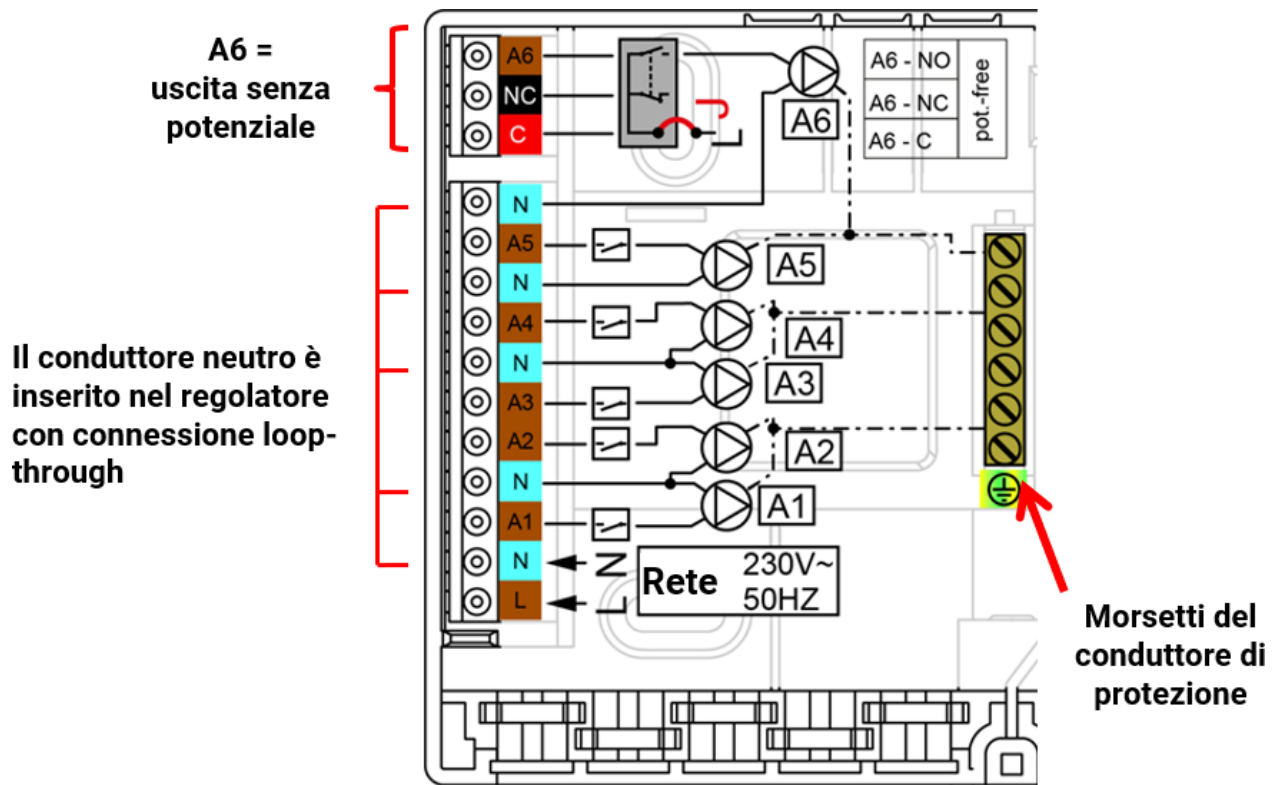 A6 =
uscita senza
potenziale
A6
NC
C
J
L
A6
A6 - NO
A6 - NC
A6 - C
pot.-free
N
A5
N
A4
N
A3
A2
N
A1
N
L
A5
A4
A3
A2
A1
N
L
Rete
230V~
50HZ
Il conduttore neutro è
inserito nel regolatore
con connessione loop-
through
Morsetti del
conduttore di
protezione